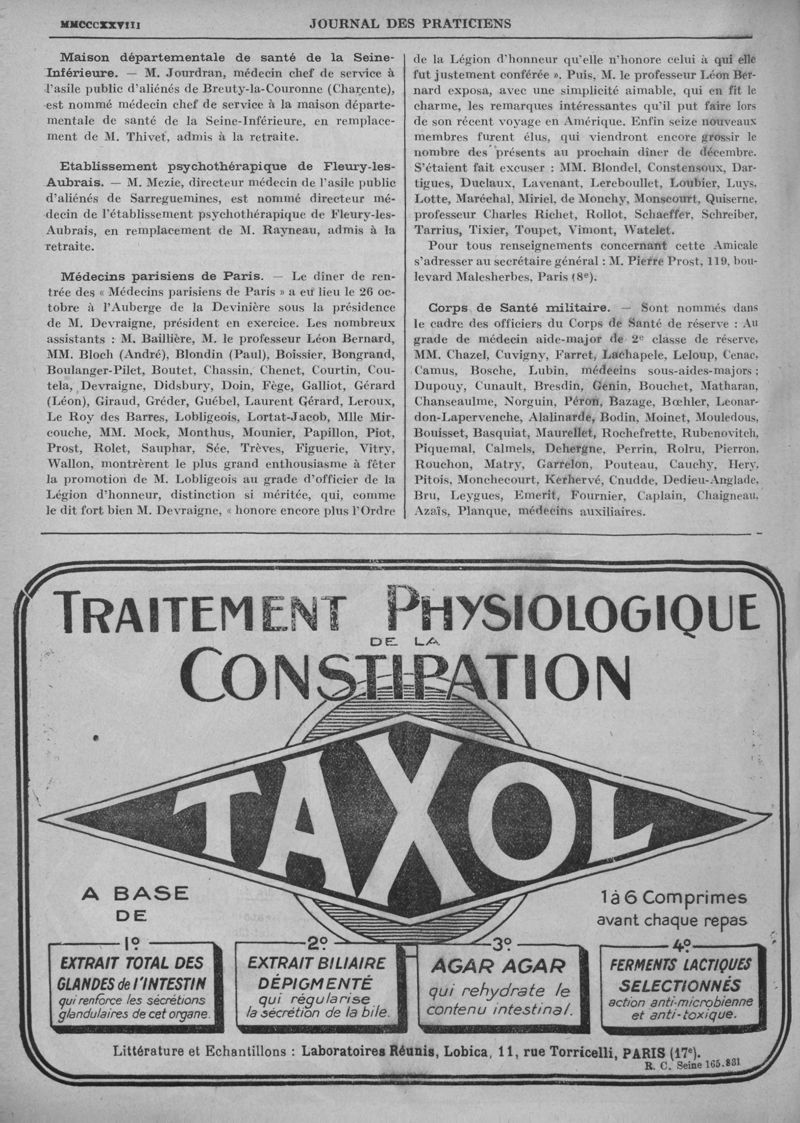 MMCCCXXVIII
JOURNAL DES PRATICIENS
Maison départementale de santé de la Seine-
Inférieure. — M. Jourdran, médecin chef de service à
l'asile public d'aliénés de Breuty-la-Couronne (Charente),
est nommé médecin chef de service à la maison départe-
mentale de santé de la Seine-Inférieure, en remplace-
ment de M. Thivet, admis à la retraite.
Etablissement psychothérapique de Fleury-les-
Aubrais. — M. Mezie, directeur médecin de l'asile public
d'aliénés de Sarreguemines, est nommé directeur mé-
decin de l'établissement psychothérapique de Fleury-les-
Aubrais, en remplacement de M. Rayneau, admis à la
retraite.
Médecins parisiens de Paris. — Le dîner de ren-
trée des « Médecins parisiens de Paris » a eu lieu le 26 oc-
tobre à l'Auberge de la Devinière sous la présidence
de M. Devraigne, président en exercice. Les nombreux
assistants : M. Baillière, M. le professeur Léon Bernard,
MM. Bloch (André), Blondin (Paul), Boissier, Bongrand,
Boulanger-Pilet, Boutet, Chassin, Chenet, Courtin, Cou-
tela, Devraigne, Didsbury, Doin, Fège, Galliot, Gérard
(Léon), Giraud, Gréder, Guébel, Laurent Gérard, Leroux,
Le Roy des Barres, Lobligeois, Lortat-Jacob, Mlle Mir-
couche, MM. Mock, Monthus, Mounier, Papillon, Piot,
Prost, Rolet, Sauphar, Sée, Trèves, Figuerie, Vitry,
Wallon, montrèrent le plus grand enthousiasme à fêter
la promotion de M. Lobligeois au grade d'officier de la
Légion d'honneur, distinction si méritée, qui, comme
le dit fort bien M. Devraigne, « honore encore plus l'Ordre
de la Légion d'honneur qu'elle n'honore celui à qui elle
fut justement conférée ». Puis, M. le professeur Léon Ber-
nard exposa, avec une simplicité aimable, qui en fit le
charme, les remarques intéressantes qu'il put faire lors
de son récent voyage en Amérique. Enfin seize nouveaux
membres furent élus, qui viendront encore grossir le
nombre des présents au prochain dîner de décembre.
S'étaient fait excuser : MM. Blondel, Constensoux, Dar-
tigues, Duclaux, Lavenant, Lereboullet, Loubier, Luys,
Lotte, Maréchal, Miriel, de Monchy, Monscourt, Quiserne,
professeur Charles Richet, Rollot, Schaeffer, Schreiber,
Tarrius, Tixier, Toupet, Vimont, Watelet.
Pour tous renseignements concernant cette Amicale
s'adresser au secrétaire général : M. Pierre Prost, 119, bou-
levard Malesherbes, Paris (8e).
Corps de Santé militaire. — Sont nommés dans
le cadre des officiers du Corps de Santé de réserve : Au
grade de médecin aide-major de 2e classe de réserve,
MM. Chazel, Cuvigny, Farret, Lachapele, Leloup, Cenac,
Camus, Bosche, Lubin, médecins sous-aides-majors ;
Dupouy, Cunault, Bresdin, Genin, Bouchet, Matharan,
Chanseaulme, Norguin, Péron, Bazage, Bœhler, Leonar-
don-Lapervenche, Alalinarde, Bodin, Moinet, Mouledous,
Bouisset, Basquiat, Maurellet, Rochefrette, Rubenovitch,
Piquemal, Calmels, Dehergne, Perrin, Rolru, Pierron,
Rouchon, Matry, Garrelon, Pouteau, Cauchy, Hery,
Pitois, Monchecourt, Kerhervé, Cnudde, Dedieu-Anglade,
Bru, Leygues, Emerit, Fournier, Caplain, Chaigneau,
Azaïs, Planque, médecins auxiliaires.
TRAITEMENT PHYSIOLOGIQUE
DE LA
CONSTIPATION
TAXOL
A BASE
DE
1 à 6 Comprimes
avant chaque repas
1º
EXTRAIT TOTAL DES
GLANDES de l'INTESTIN
qui renforce les sécrétions
glandulaires de cet organe.
2º
EXTRAIT BILIAIRE
DÉPIGMENTÉ
qui régularise
la sécrétion de la bile.
3º
AGAR AGAR
qui rehydrate le
contenu intestinal.
4º
FERMENTS LACTIQUES
SELECTIONNÉS
action anti-microbienne
et anti-toxique.
Littérature et Echantillons : Laboratoires Réunis, Lobica, 11, rue Torricelli, PARIS (17e).
R. C. Seine 165.831